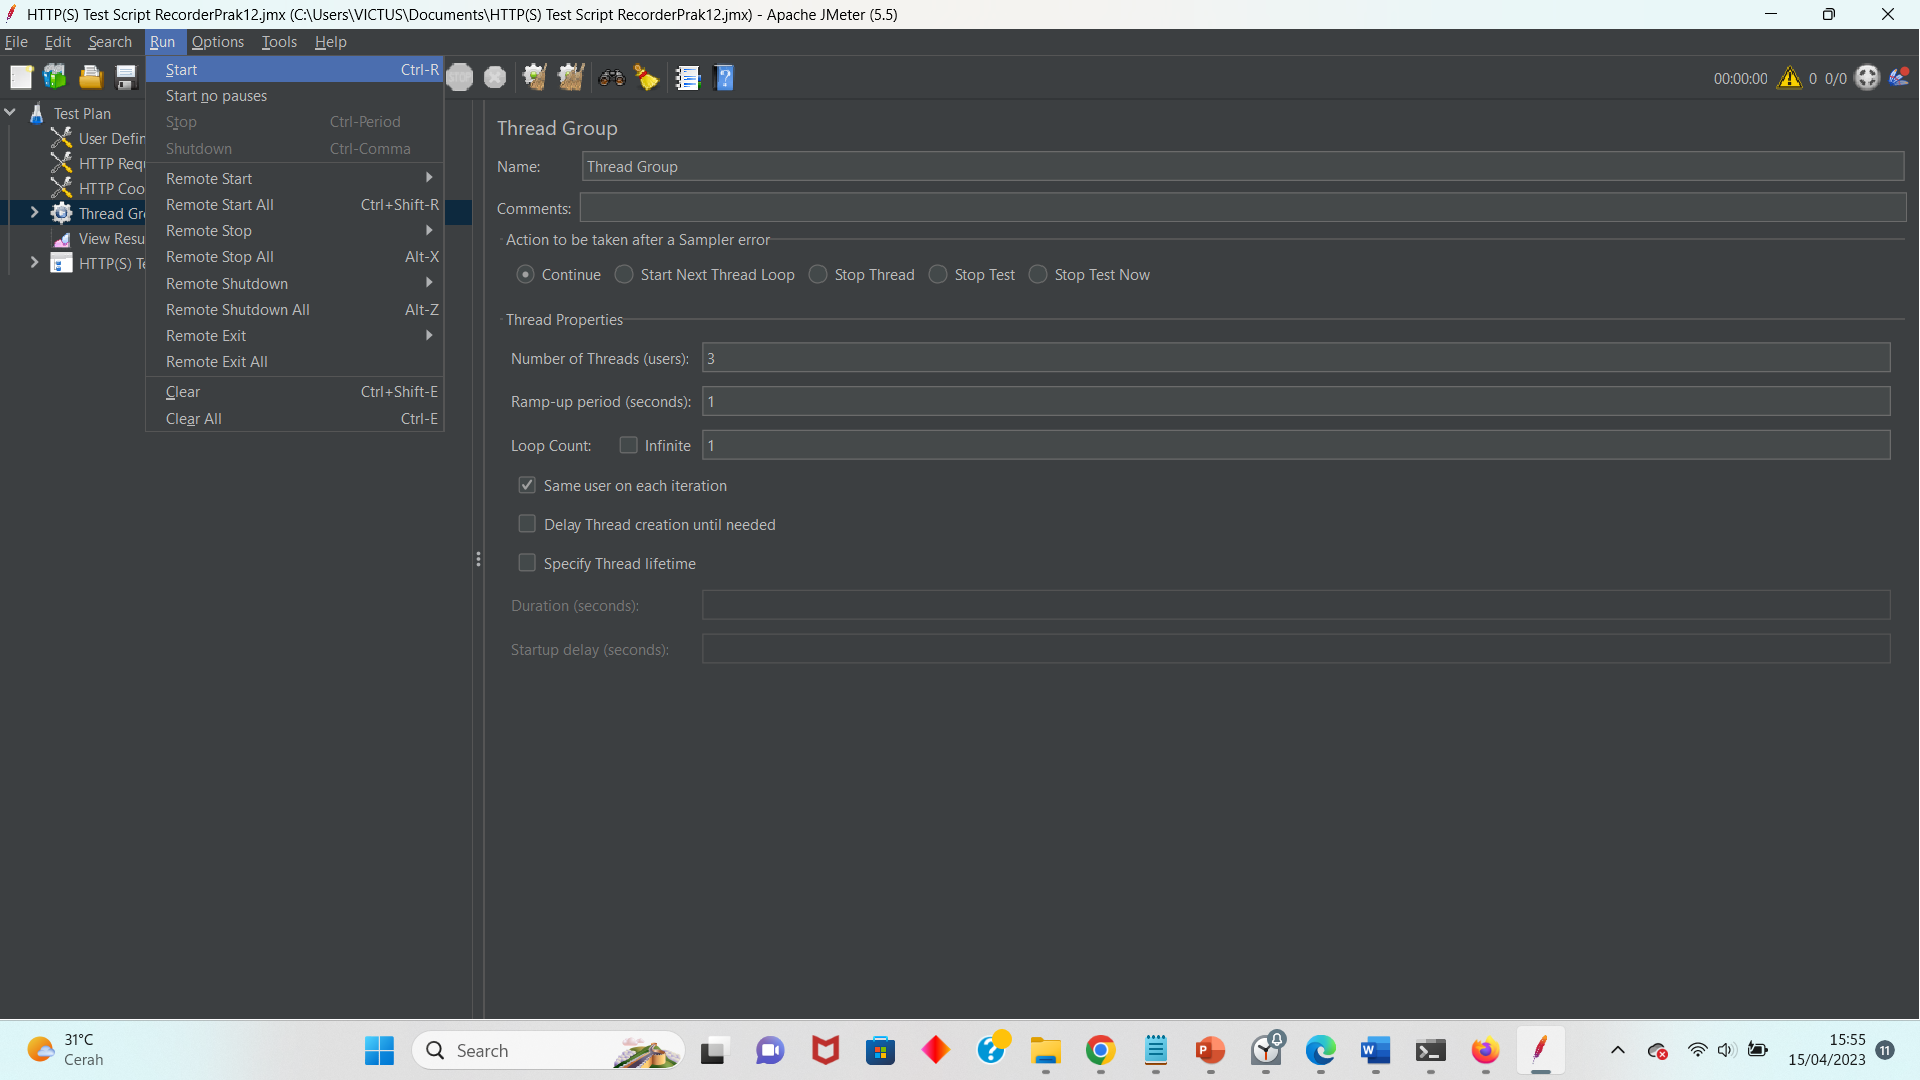 HTTP(S) Test Script RecorderPrak12.jmx (C:\Users\VICTUS\Documents\HTTP(S) Test Script RecorderPrak12.jmx) - Apache JMeter (5.5)
File Edit Search Run Options Tools Help
Start Ctrl-R
Start no pauses
Stop Ctrl-Period
Shutdown Ctrl-Comma
Remote Start
Remote Start All Ctrl+Shift-R
Remote Stop
Remote Stop All Alt-X
Remote Shutdown
Remote Shutdown All Alt-Z
Remote Exit
Remote Exit All
Clear Ctrl+Shift-E
Clear All Ctrl-E
STOP
00:00:00 0 0/0
Test Plan
User Defin
HTTP Requ
HTTP Coo
Thread Gro
View Resu
HTTP(S) Te
Thread Group
Name: Thread Group
Comments:
Action to be taken after a Sampler error
Continue Start Next Thread Loop Stop Thread Stop Test Stop Test Now
Thread Properties
Number of Threads (users): 3
Ramp-up period (seconds): 1
Loop Count: Infinite 1
Same user on each iteration
Delay Thread creation until needed
Specify Thread lifetime
Duration (seconds):
Startup delay (seconds):
31°C
Cerah
Search
15:55
15/04/2023
11